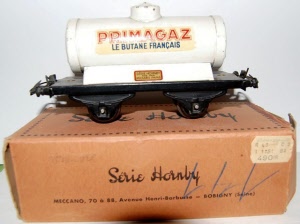 PRIMAGAZ
LE BUTANE FRANÇAIS
Série Hornby
MECCANO, 70 & 88, Avenue Henri-Barbusse - BOBIGNY (Seine)